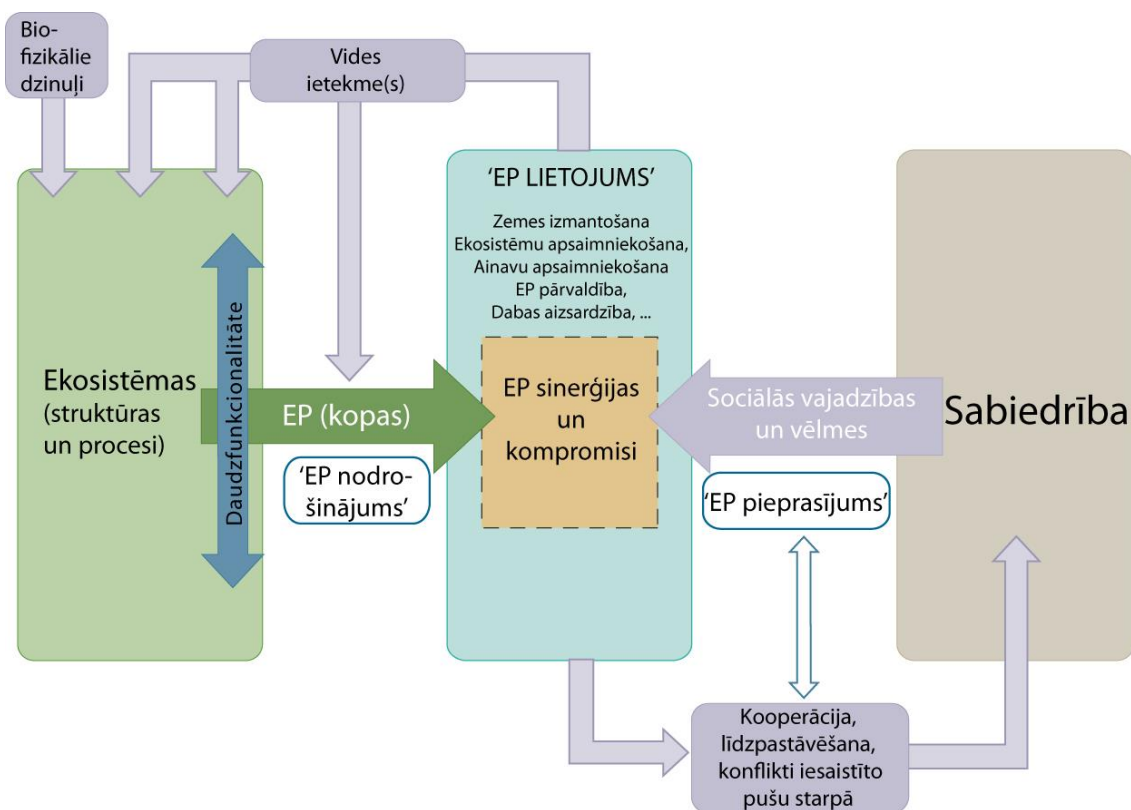 Bio-
fizikālie
dzinuļi
Vides
ietekme(s)
‘EP LIETOJUMS’
Zemes izmantošana
Ekosistēmu apsaimniekošana,
Ainavu apsaimniekošana
EP pārvaldība,
Dabas aizsardzība, ...
Ekosistēmas
(struktūras
un procesi)
Daudzfunkcionalitāte
EP (kopas)
‘EP nodro-
šinājums’
EP sinerģijas
un
kompromisi
Sociālās vajadzības
un vēlmes
‘EP pieprasījums’
Sabiedrība
Kooperācija,
līdzpastāvēšana,
konflikti iesaistīto
pušu starpā